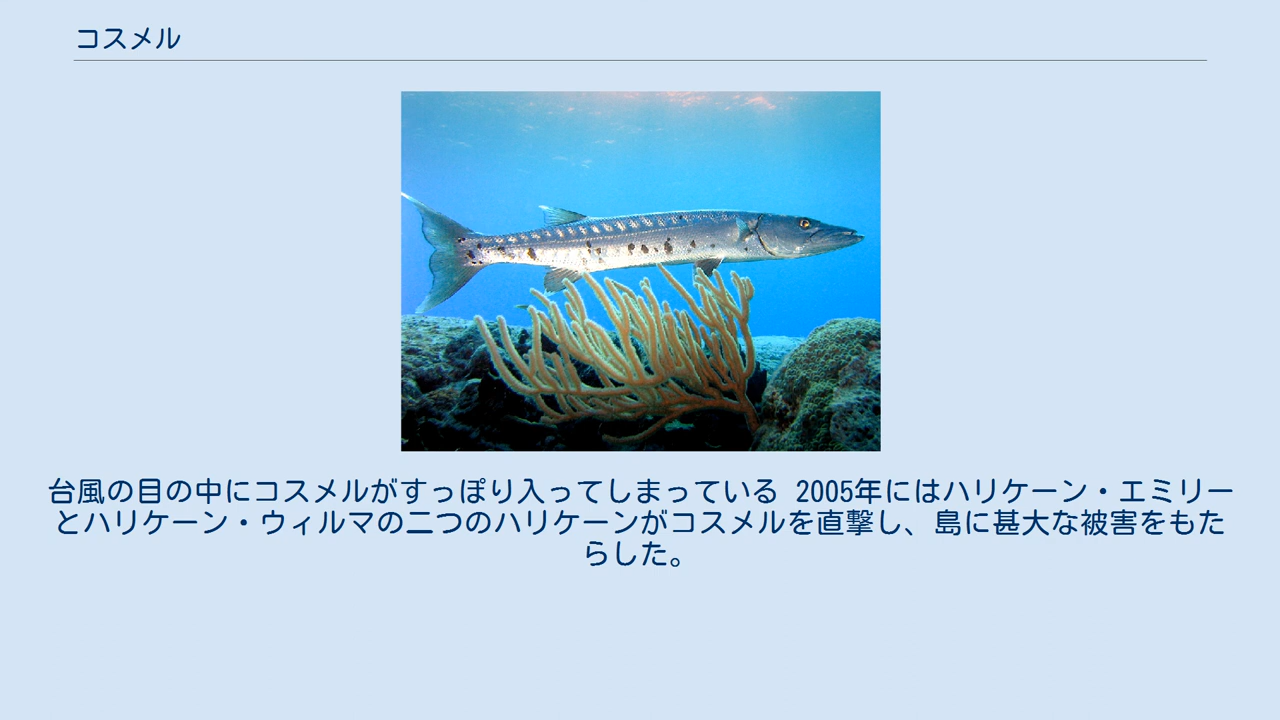 コスメル
台風の目の中にコスメルがすっぽり入ってしまっている 2005年にはハリケーン・エミリー
とハリケーン・ウィルマの二つのハリケーンがコスメルを直撃し、島に甚大な被害をもた
らした。